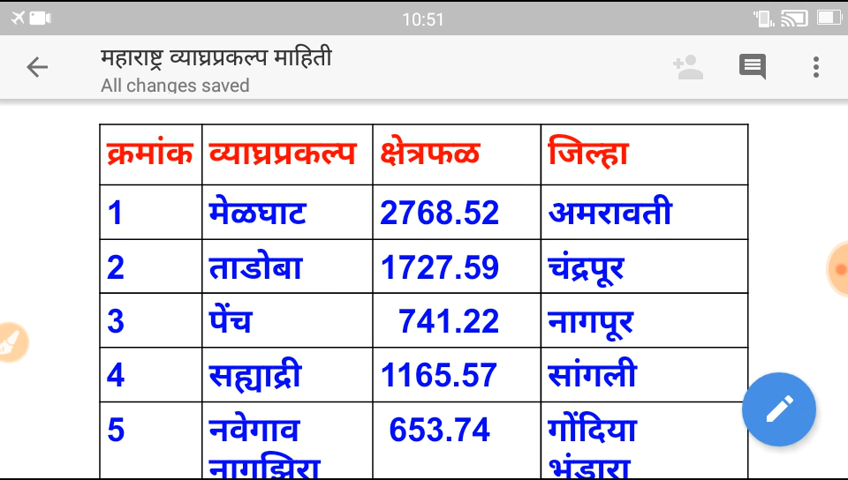 10:51
महाराष्ट्र व्याघ्रप्रकल्प माहिती
All changes saved
क्रमांक व्याघ्रप्रकल्प क्षेत्रफळ जिल्हा
1 मेळघाट 2768.52 अमरावती
2 ताडोबा 1727.59 चंद्रपूर
3 पेंच 741.22 नागपूर
4 सह्याद्री 1165.57 सांगली
5 नवेगाव 653.74 गोंदिया
नागझिरा भंडारा